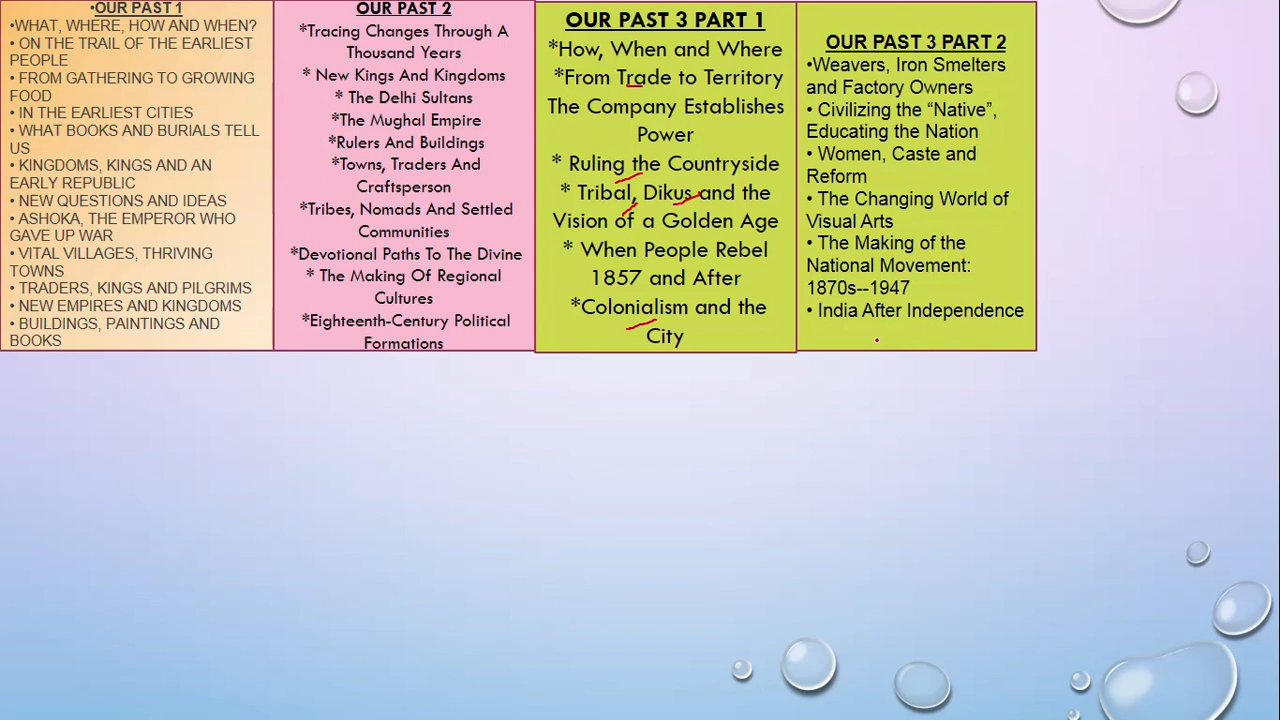 •OUR PAST 1
•WHAT, WHERE, HOW AND WHEN?
• ON THE TRAIL OF THE EARLIEST
PEOPLE
• FROM GATHERING TO GROWING
FOOD
• IN THE EARLIEST CITIES
• WHAT BOOKS AND BURIALS TELL
US
• KINGDOMS, KINGS AND AN
EARLY REPUBLIC
• NEW QUESTIONS AND IDEAS
• ASHOKA, THE EMPEROR WHO
GAVE UP WAR
• VITAL VILLAGES, THRIVING
TOWNS
• TRADERS, KINGS AND PILGRIMS
• NEW EMPIRES AND KINGDOMS
• BUILDINGS, PAINTINGS AND
BOOKS
OUR PAST 2
*Tracing Changes Through A
Thousand Years
* New Kings And Kingdoms
* The Delhi Sultans
*The Mughal Empire
*Rulers And Buildings
*Towns, Traders And
Craftsperson
*Tribes, Nomads And Settled
Communities
*Devotional Paths To The Divine
* The Making Of Regional
Cultures
*Eighteenth-Century Political
Formations
OUR PAST 3 PART 1
*How, When and Where
*From Trade to Territory
The Company Establishes
Power
* Ruling the Countryside
* Tribal, Dikus and the
Vision of a Golden Age
* When People Rebel
1857 and After
*Colonialism and the
City
OUR PAST 3 PART 2
•Weavers, Iron Smelters
and Factory Owners
• Civilizing the “Native”,
Educating the Nation
• Women, Caste and
Reform
• The Changing World of
Visual Arts
• The Making of the
National Movement:
1870s--1947
• India After Independence